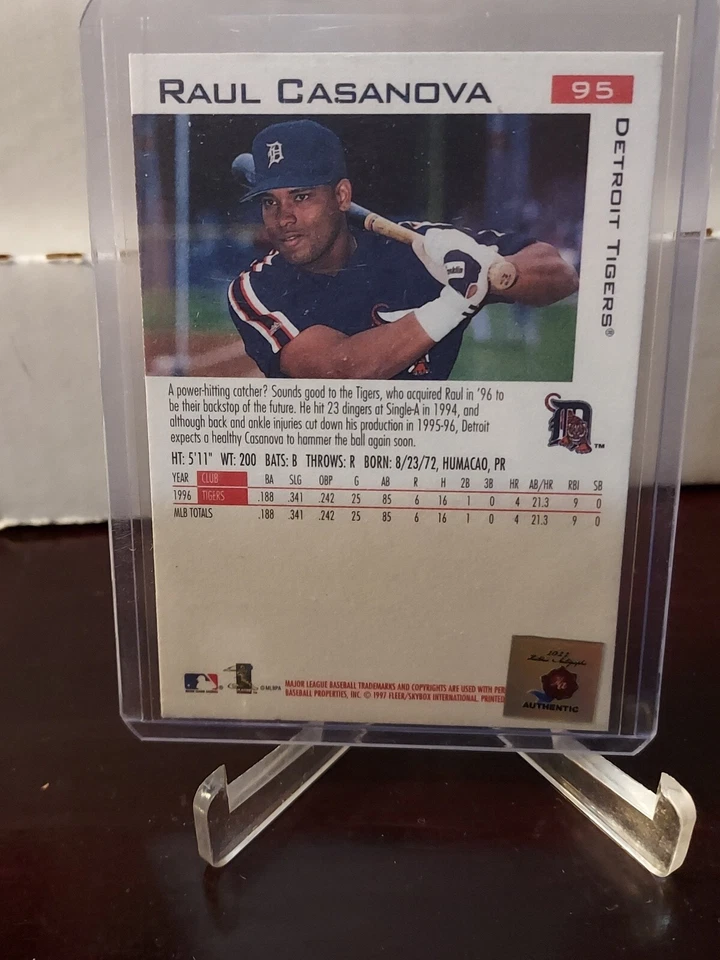 RAUL CASANOVA
95
DETROIT TIGERS®
D
A power-hitting catcher? Sounds good to the Tigers, who acquired Raul in '96 to
be their backstop of the future. He hit 23 dingers at Single-A in 1994, and
although back and ankle injuries cut down his production in 1995-96, Detroit
expects a healthy Casanova to hammer the ball again soon.
D
TM
HT: 5'11" WT: 200 BATS: B THROWS: R BORN: 8/23/72, HUMACAO, PR
YEAR CLUB BA SLG OBP G AB R H 2B 3B HR AB/HR RBI SB
1996 TIGERS .188 .341 .242 25 85 6 16 1 0 4 21.3 9 0
MLB TOTALS .188 .341 .242 25 85 6 16 1 0 4 21.3 9 0
©MLBPA
MAJOR LEAGUE BASEBALL TRADEMARKS AND COPYRIGHTS ARE USED WITH PER
BASEBALL PROPERTIES, INC. © 1997 FLEER/SKYBOX INTERNATIONAL. PRINTED
AUTHENTIC